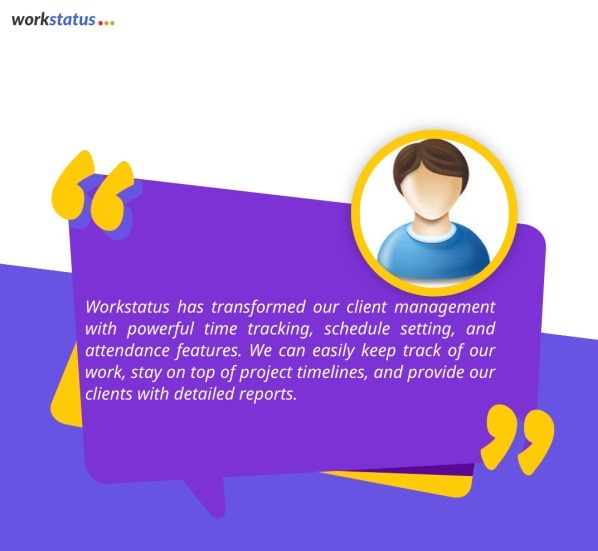 workstatus
Workstatus has transformed our client management
with powerful time tracking, schedule setting, and
attendance features. We can easily keep track of our
work, stay on top of project timelines, and provide our
clients with detailed reports.